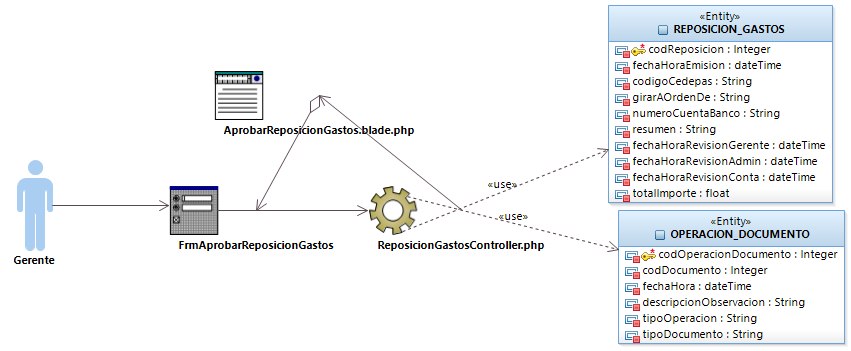 AprobarReposicionGastos.blade.php
Gerente
FrmAprobarReposicionGastos
ReposicionGastosController.php
«use»
«use»
«Entity»
REPOSICION_GASTOS
codReposicion : Integer
fechaHoraEmision : dateTime
codigoCedepas : String
girarAOrdenDe : String
numeroCuentaBanco : String
resumen : String
fechaHoraRevisionGerente : dateTime
fechaHoraRevisionAdmin : dateTime
fechaHoraRevisionConta : dateTime
totalImporte : float
«Entity»
OPERACION_DOCUMENTO
codOperacionDocumento : Integer
codDocumento : Integer
fechaHora : dateTime
descripcionObservacion : String
tipoOperacion : String
tipoDocumento : String